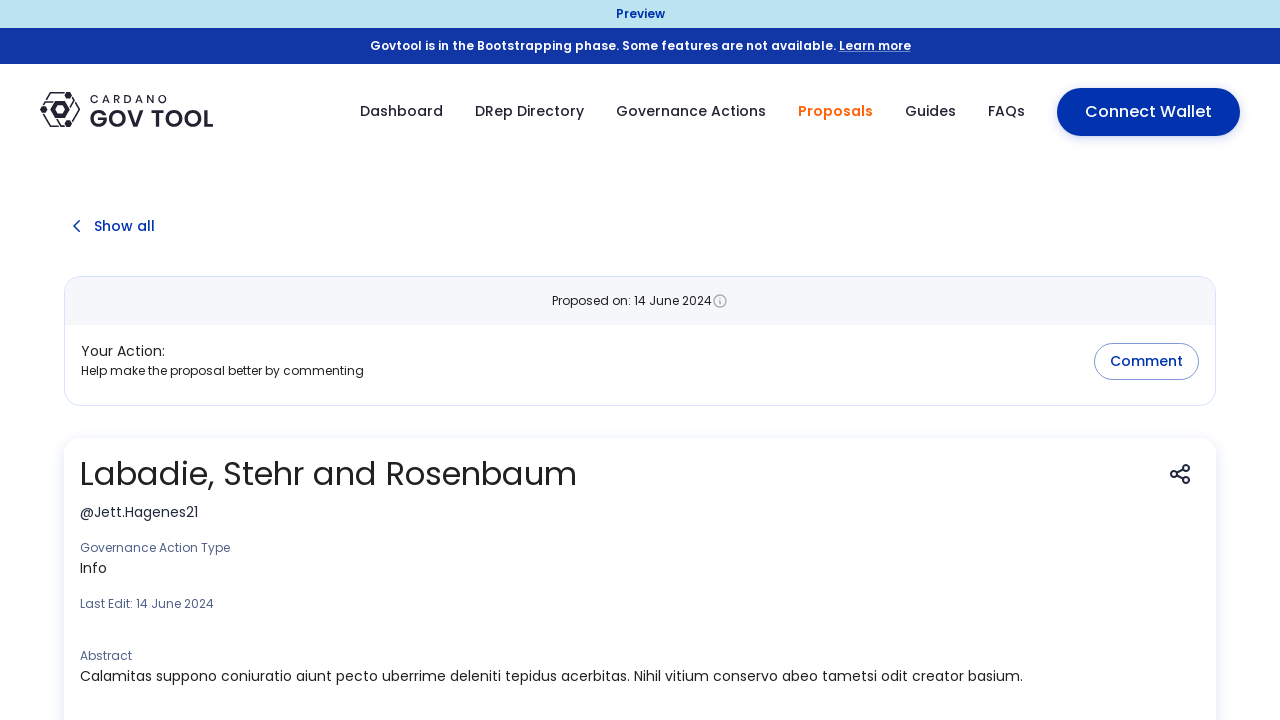 Preview
Govtool is in the Bootstrapping phase. Some features are not available. Learn more
CARDANO
GOV TOOL
Dashboard
DRep Directory
Governance Actions
Proposals
Guides
FAQs
Connect Wallet
Show all
Proposed on: 14 June 2024
Your Action:
Help make the proposal better by commenting
Comment
Labadie, Stehr and Rosenbaum
@Jett.Hagenes21
Governance Action Type
Info
Last Edit: 14 June 2024
Abstract
Calamitas suppono coniuratio aiunt pecto uberrime deleniti tepidus acerbitas. Nihil vitium conservo abeo tametsi odit creator basium.